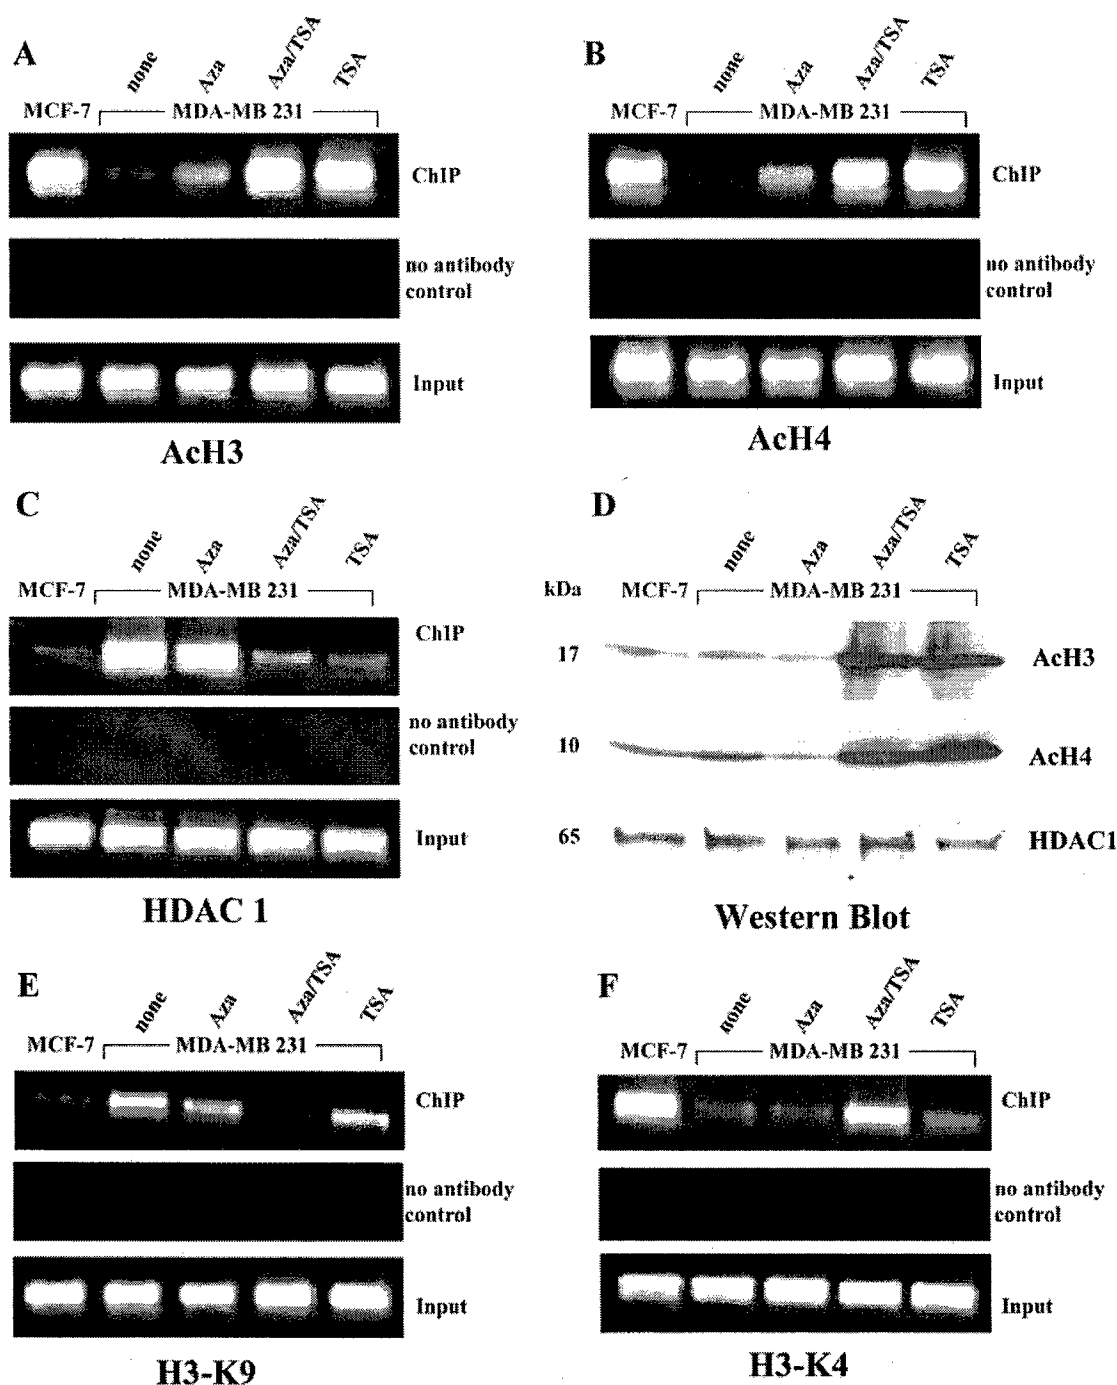 A
none
Aza
Aza/TSA
TSA
MCF-7
MDA-MB 231
ChIP
no antibody
control
Input
AcH3
B
none
Aza
Aza/TSA
TSA
MCF-7
MDA-MB 231
ChIP
no antibody
control
Input
AcH4
C
none
Aza
Aza/TSA
TSA
MCF-7
MDA-MB 231
ChIP
no antibody
control
Input
HDAC 1
D
none
Aza
Aza/TSA
TSA
kDa
MCF-7
MDA-MB 231
17
AcH3
10
AcH4
65
HDAC1
Western Blot
E
none
Aza
Aza/TSA
TSA
MCF-7
MDA-MB 231
ChIP
no antibody
control
Input
H3-K9
F
none
Aza
Aza/TSA
TSA
MCF-7
MDA-MB 231
ChIP
no antibody
control
Input
H3-K4